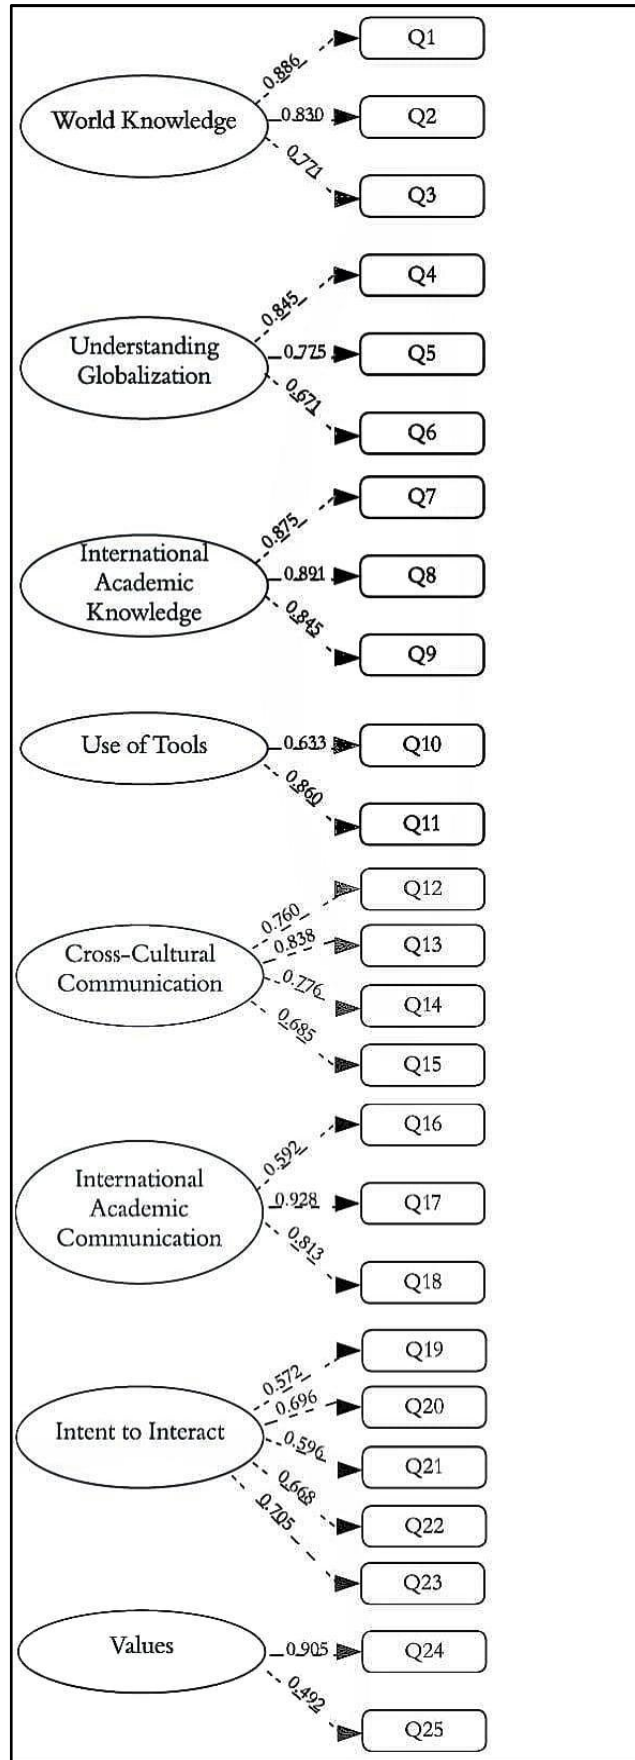 0.886
Q1
World Knowledge
0.830
Q2
0.771
Q3
0.845
Q4
Understanding
Globalization
0.775
Q5
0.671
Q6
0.875
Q7
International
Academic
Knowledge
0.891
Q8
0.845
Q9
Use of Tools
0.633
Q10
0.860
Q11
0.760
Q12
Cross-Cultural
Communication
0.838
Q13
0.776
Q14
0.685
Q15
0.592
Q16
International
Academic
Communication
0.928
Q17
0.813
Q18
0.572
Q19
Intent to Interact
0.696
Q20
0.596
Q21
0.668
Q22
0.705
Q23
Values
0.905
Q24
0.492
Q25